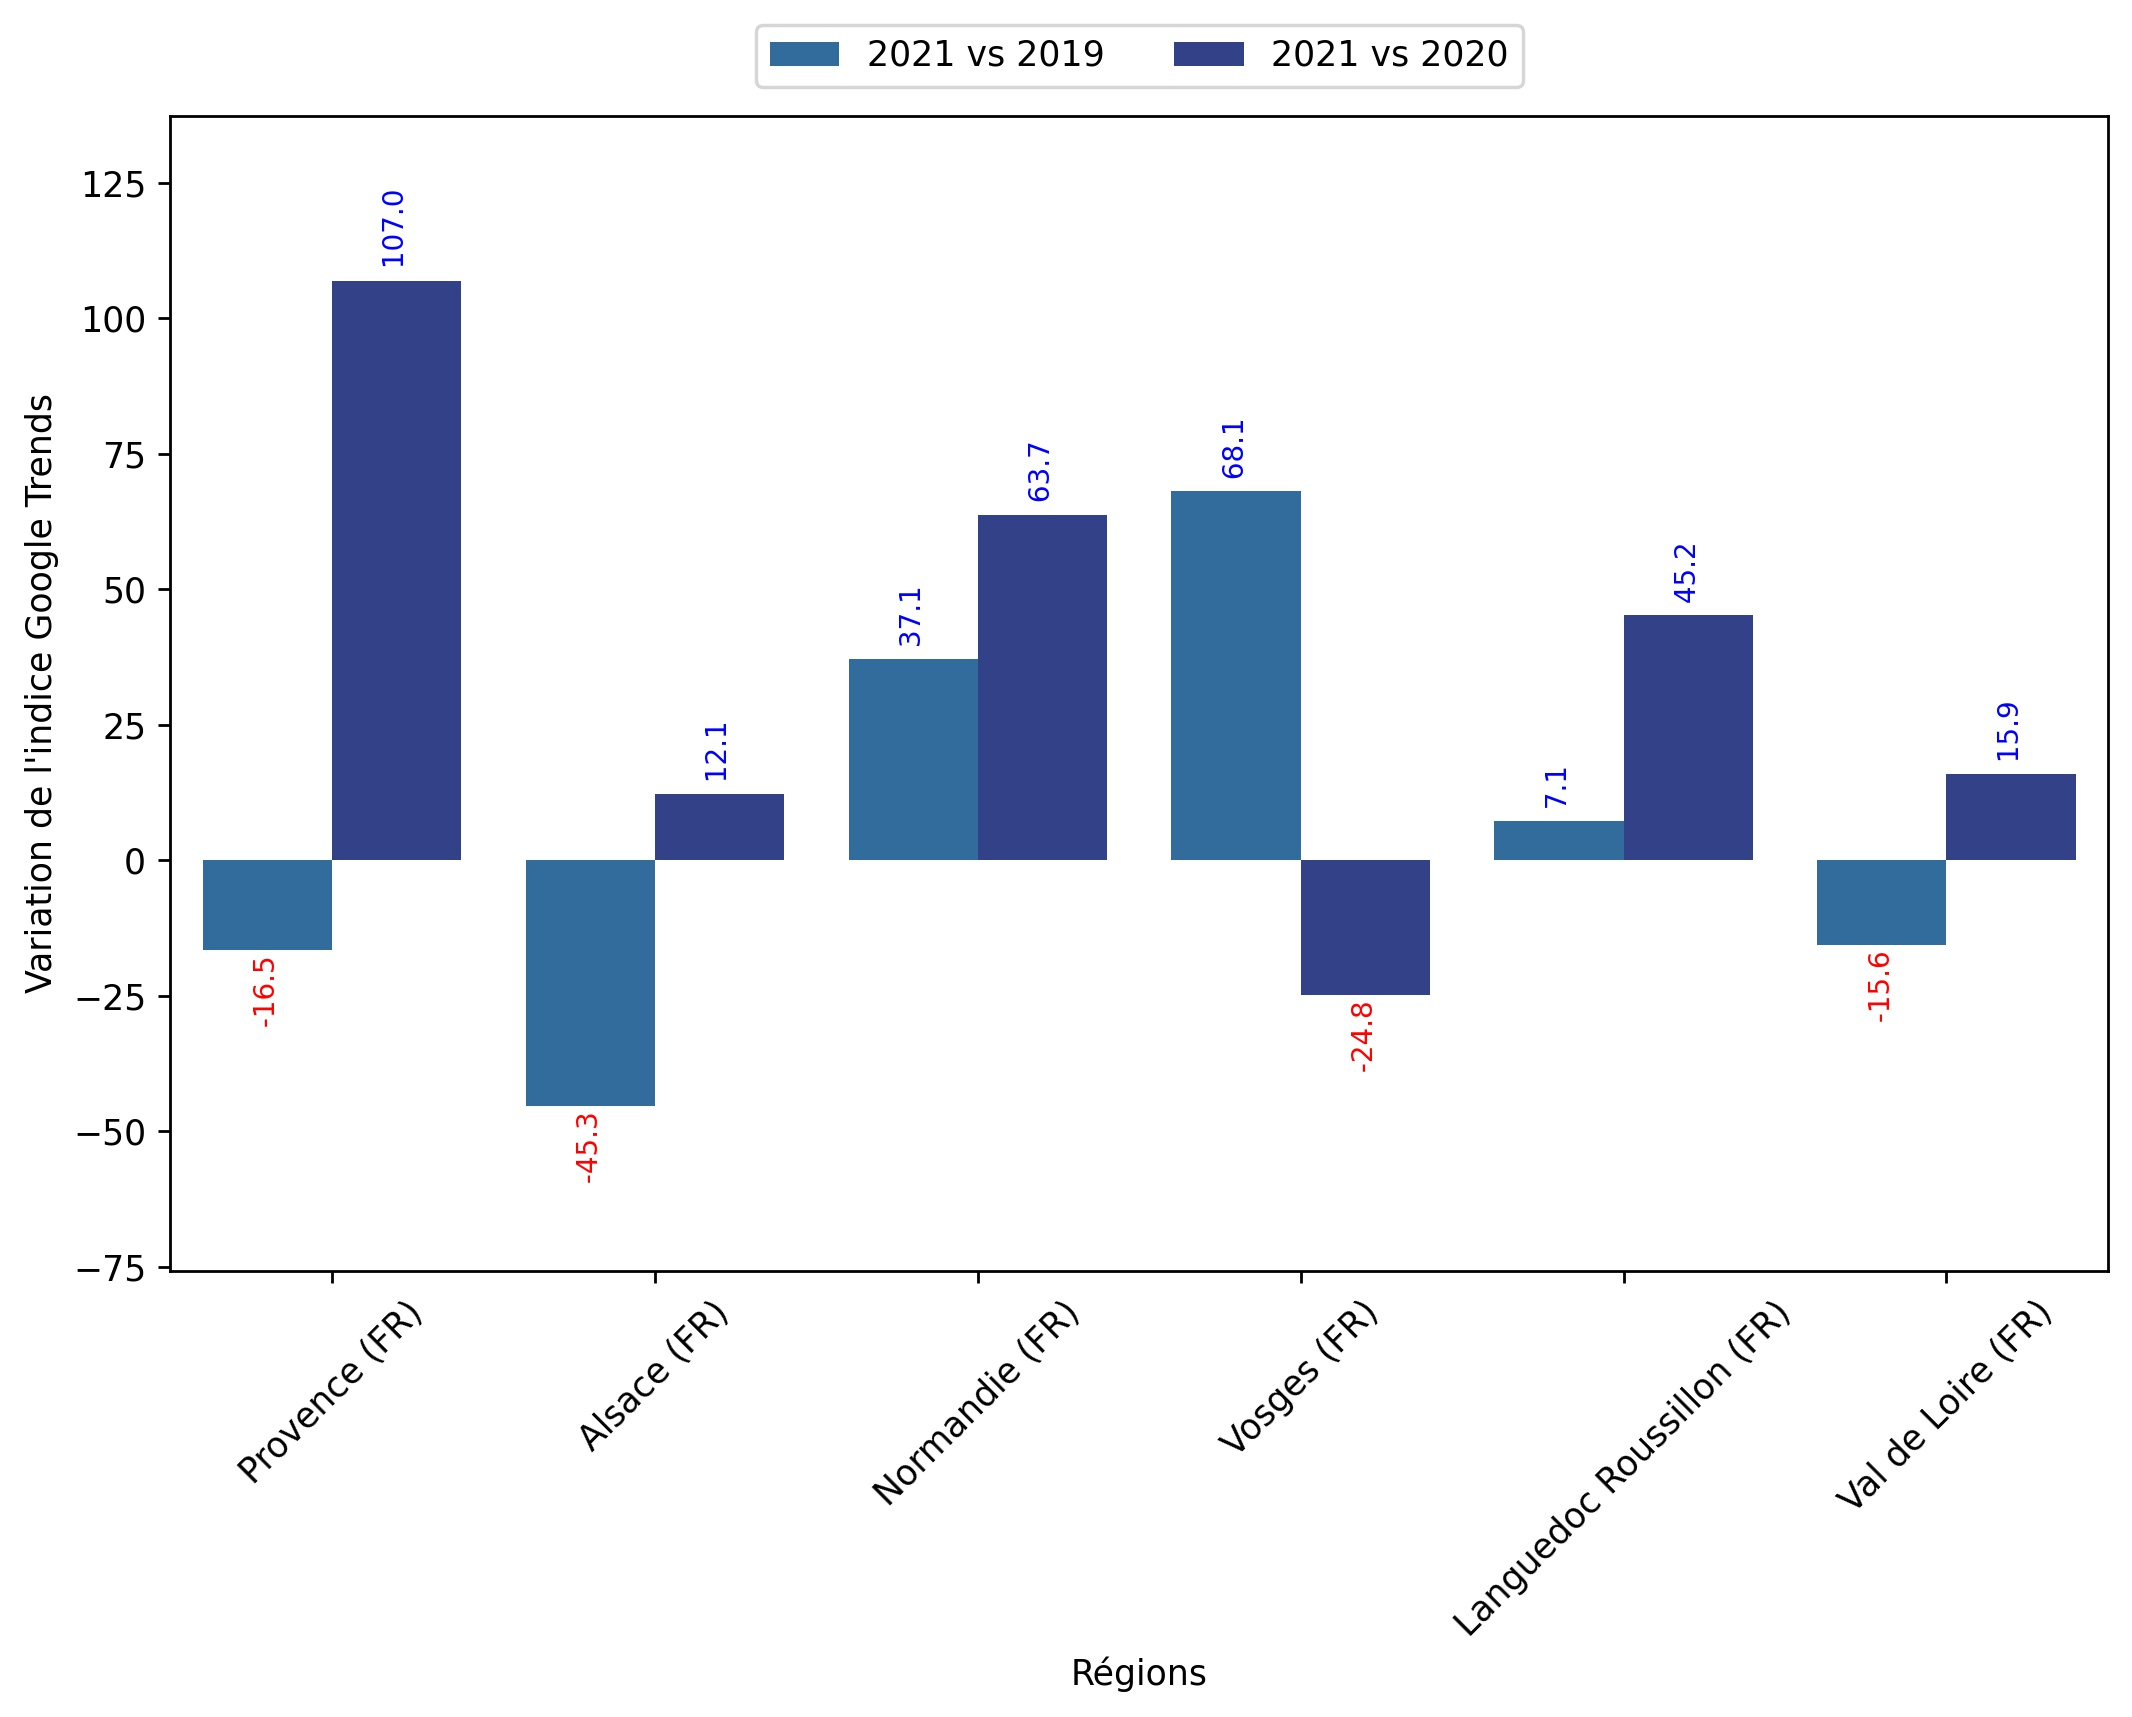 2021 vs 2019
2021 vs 2020
Variation de l'indice Google Trends
125
100
75
50
25
0
−25
−50
−75
-16.5
107.0
-45.3
12.1
37.1
63.7
68.1
-24.8
7.1
45.2
-15.6
15.9
Provence (FR)
Alsace (FR)
Normandie (FR)
Vosges (FR)
Languedoc Roussillon (FR)
Val de Loire (FR)
Régions